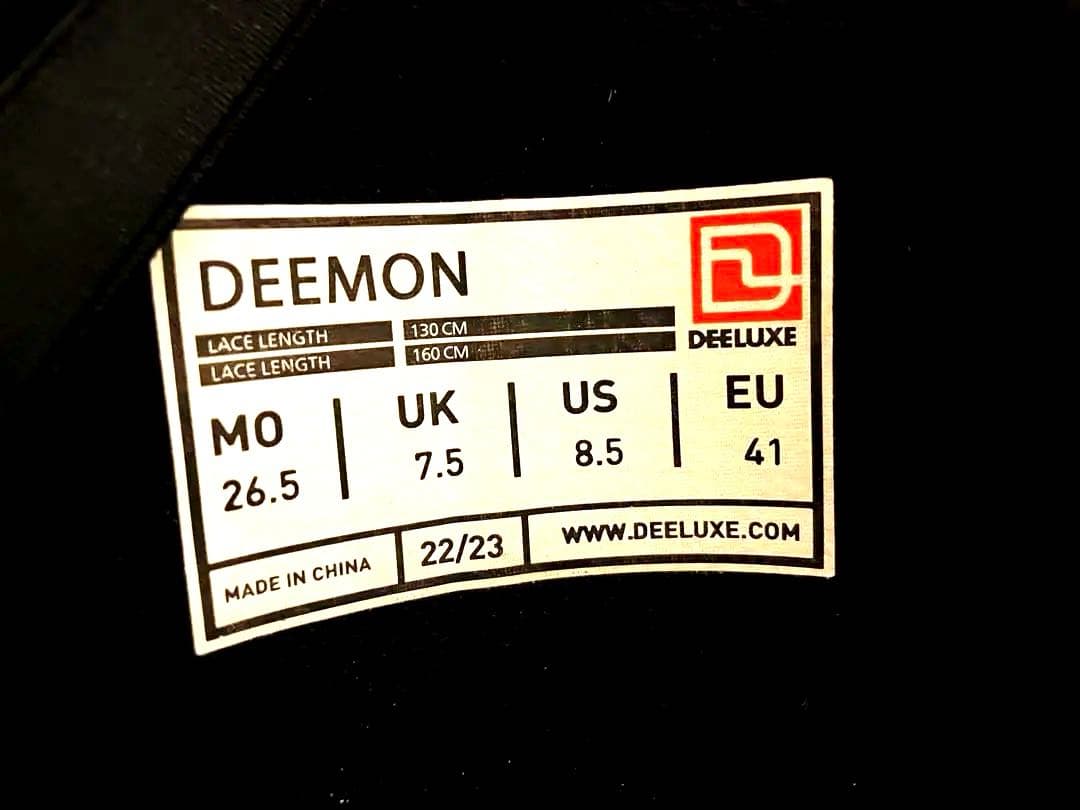 DEEMON
LACE LENGTH 130 CM
LACE LENGTH 160 CM
DEELUXE
MO UK US EU
26.5 7.5 8.5 41
MADE IN CHINA 22/23 WWW.DEELUXE.COM